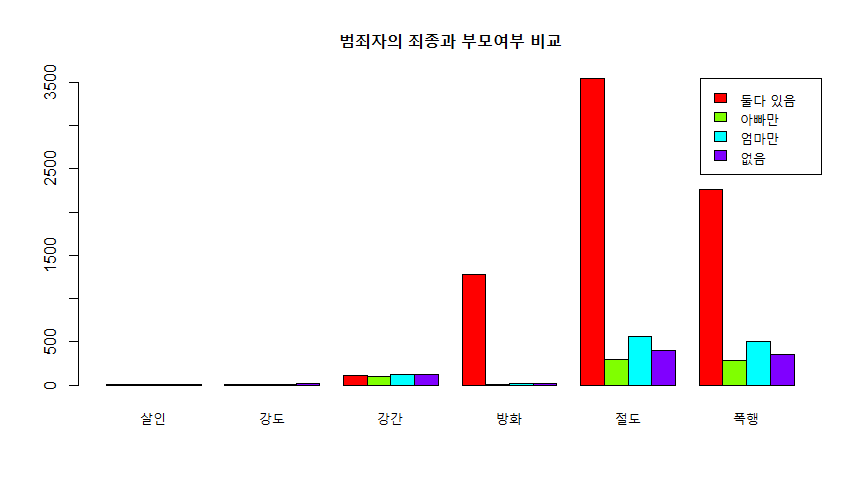 범죄자의 죄종과 부모여부 비교
3500
2500
1500
500
0
둘다 있음
아빠만
엄마만
없음
살인 강도 강간 방화 절도 폭행